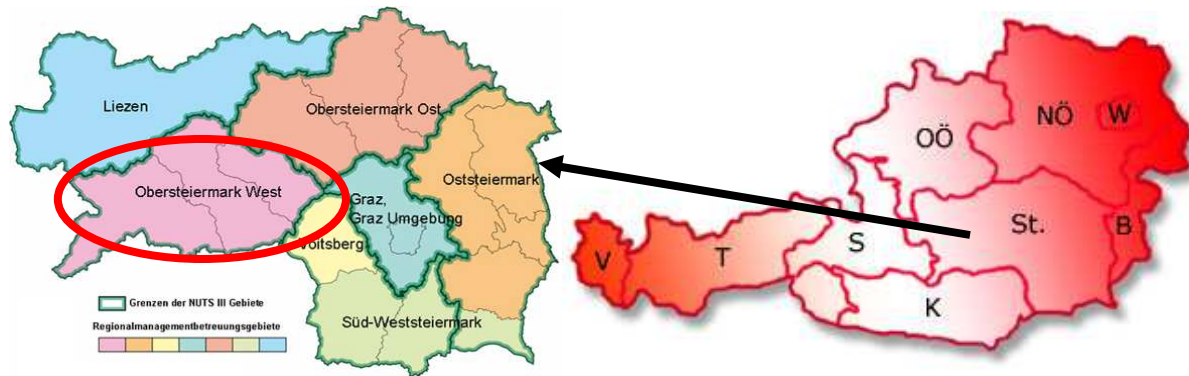 Liezen
Obersteiermark Ost
Obersteiermark West
Oststeiermark
Graz,
Graz Umgebung
Voitsberg
Süd-Weststeiermark
Grenzen der NUTS III Gebiete
Regionalmanagementbetreuungsgebiete
OÖ
NÖ
W
St.
B
V
T
S
K